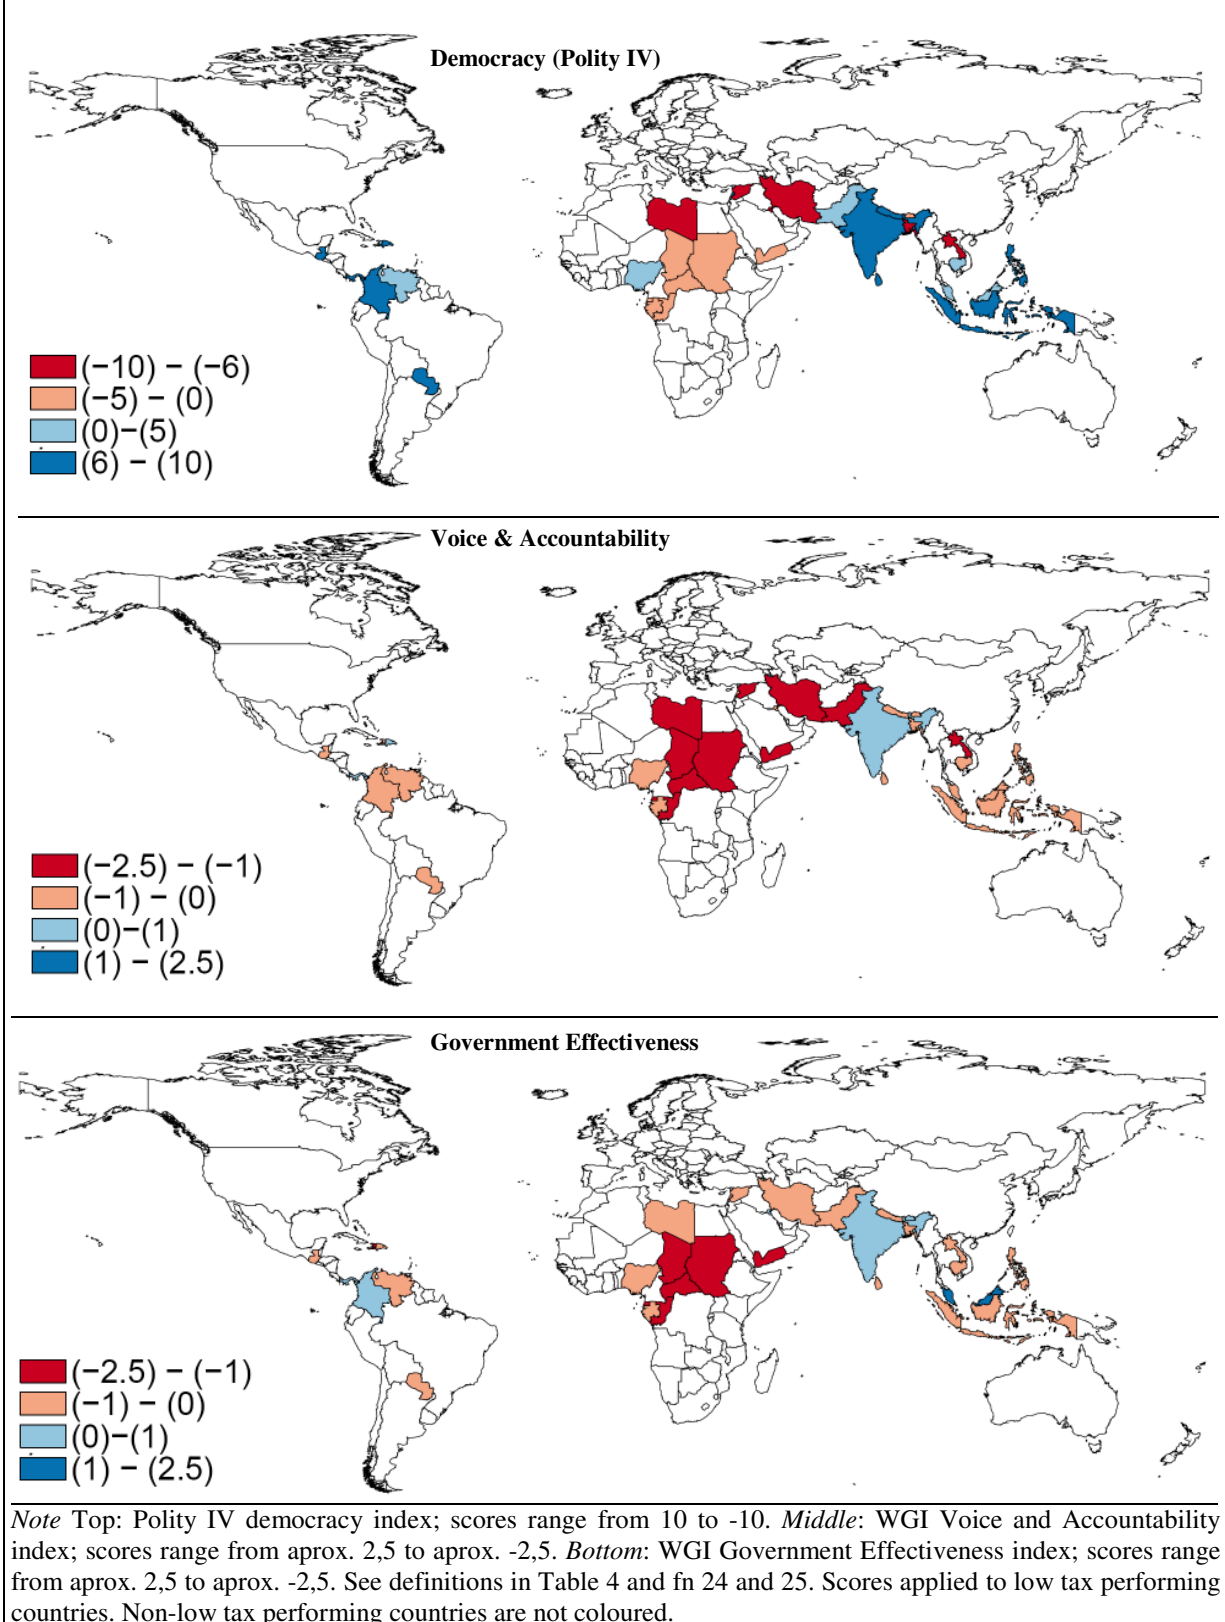 Democracy (Polity IV)
(−10) − (−6)
(−5) − (0)
(0)−(5)
(6) − (10)
Voice & Accountability
(−2.5) − (−1)
(−1) − (0)
(0)−(1)
(1) − (2.5)
Government Effectiveness
(−2.5) − (−1)
(−1) − (0)
(0)−(1)
(1) − (2.5)
Note Top: Polity IV democracy index; scores range from 10 to -10. Middle: WGI Voice and Accountability
index; scores range from aprox. 2,5 to aprox. -2,5. Bottom: WGI Government Effectiveness index; scores range
from aprox. 2,5 to aprox. -2,5. See definitions in Table 4 and fn 24 and 25. Scores applied to low tax performing
countries. Non-low tax performing countries are not coloured.